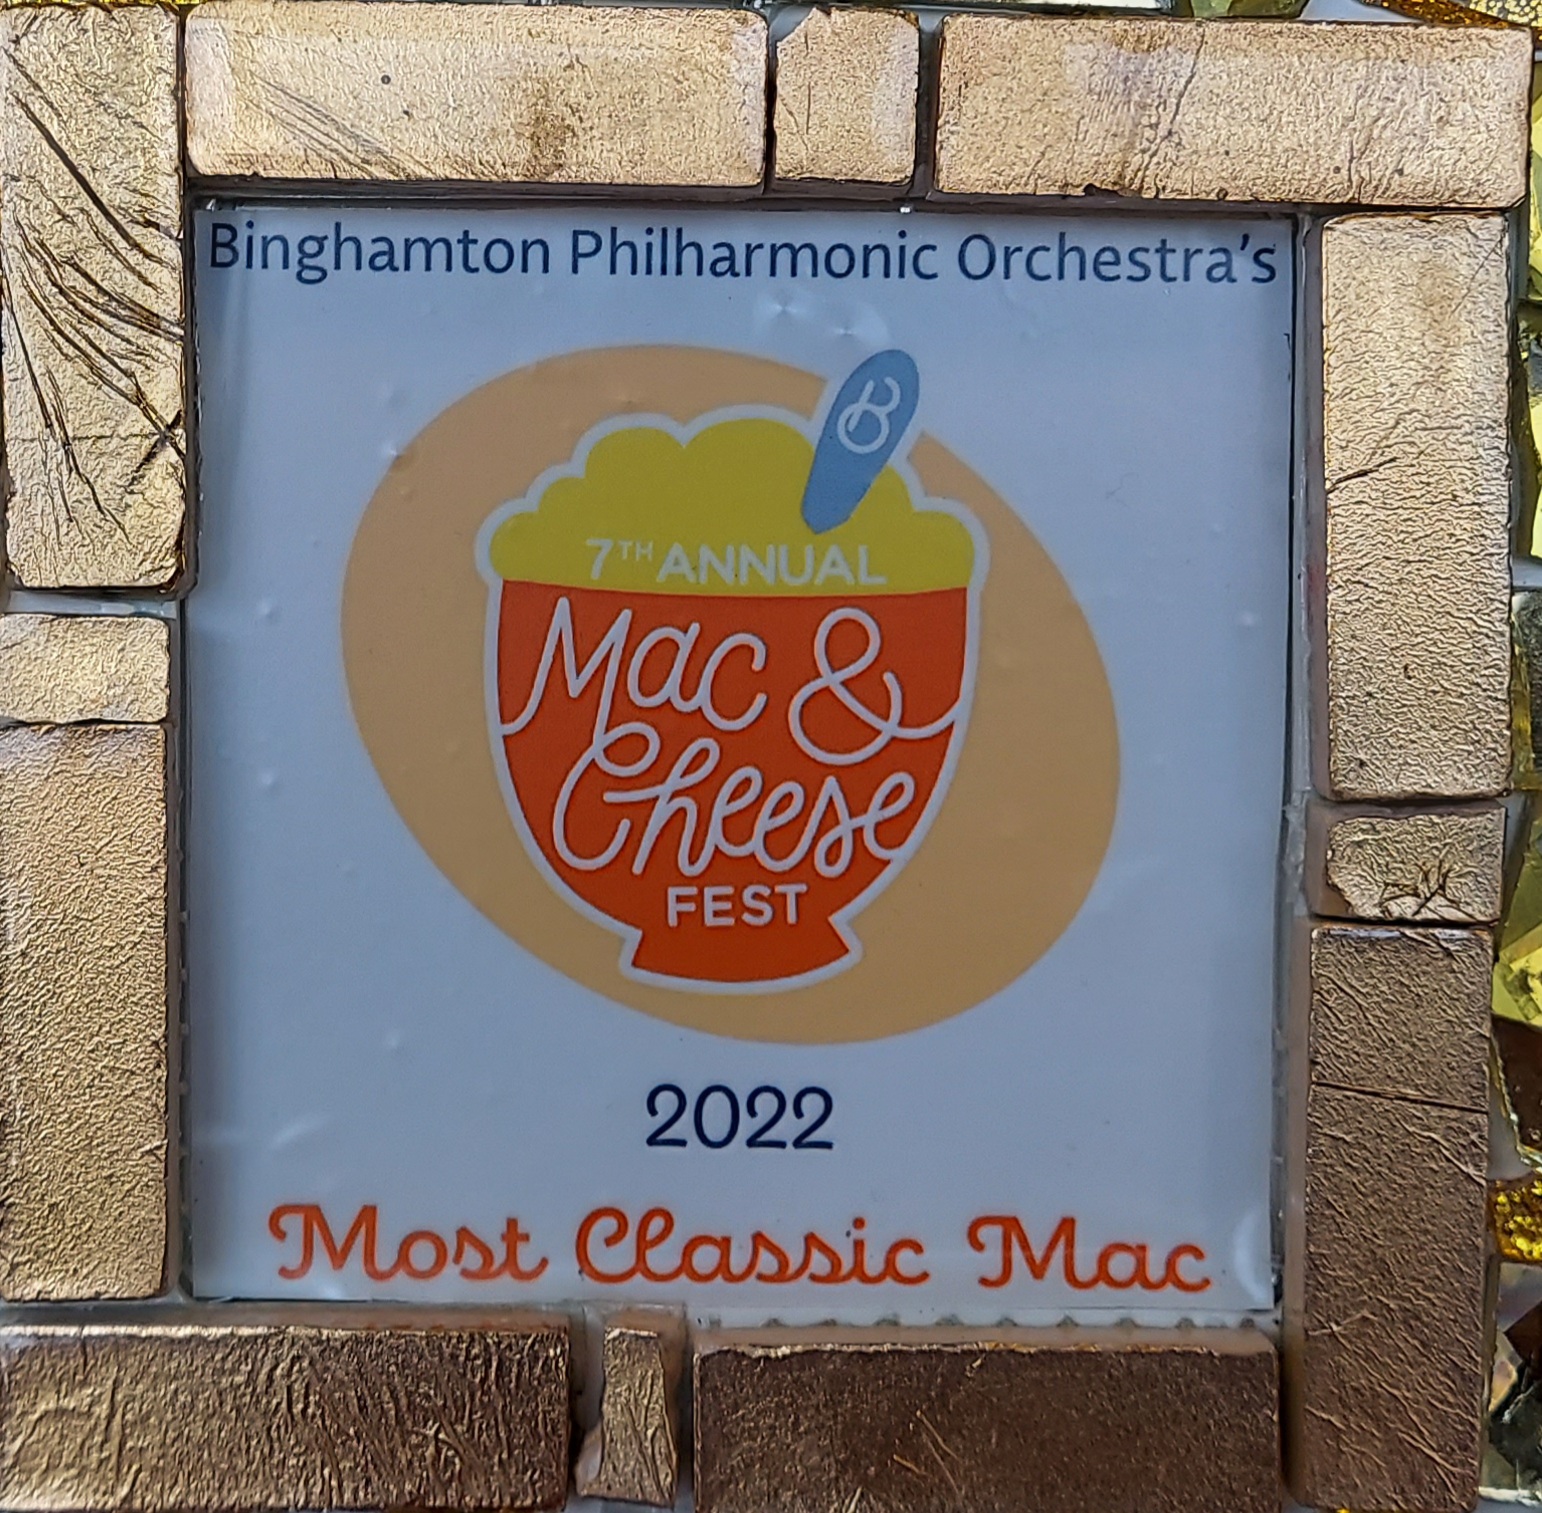 Binghamton Philharmonic Orchestra's
B
7TH ANNUAL
Mac &
Cheese
FEST
2022
Most Classic Mac